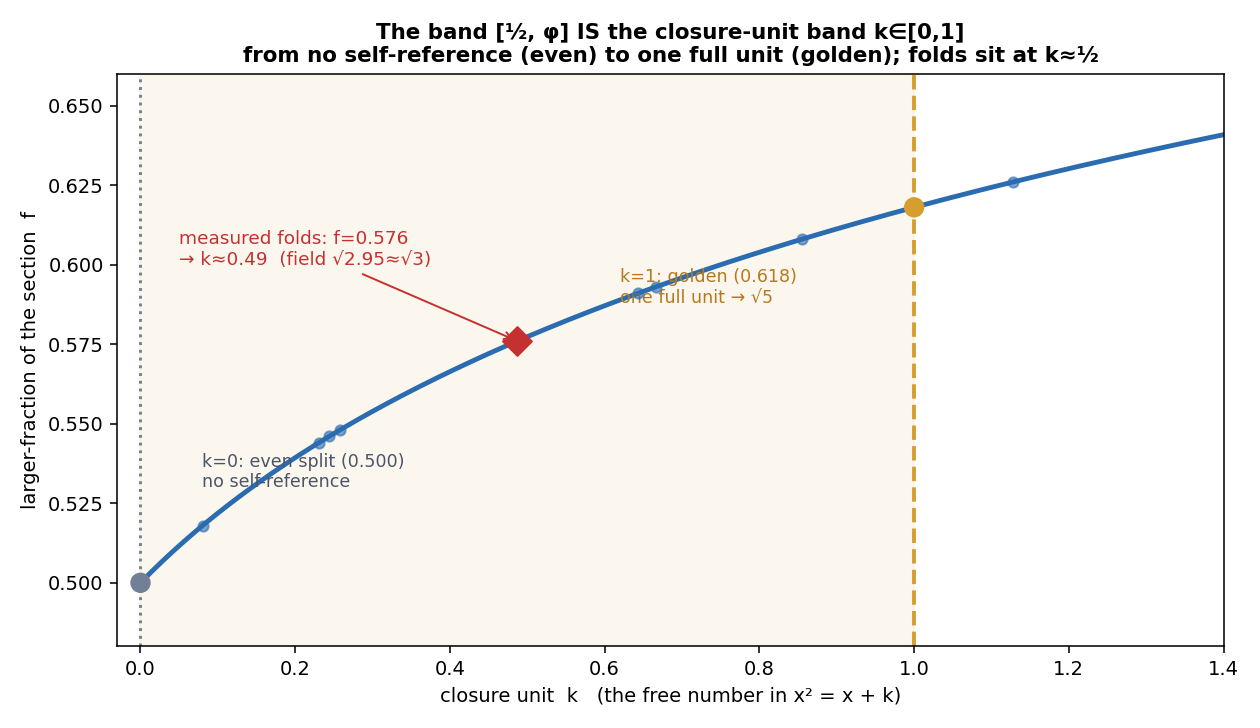 The band [½, φ] IS the closure-unit band k∈[0,1]
from no self-reference (even) to one full unit (golden); folds sit at k≈½
larger-fraction of the section f
0.650
0.625
0.600
0.575
0.550
0.525
0.500
measured folds: f=0.576
→ k≈0.49 (field √2.95≈√3)
k=1: golden (0.618)
one full unit → √5
k=0: even split (0.500)
no self-reference
0.0
0.2
0.4
0.6
0.8
1.0
1.2
1.4
closure unit k (the free number in x² = x + k)